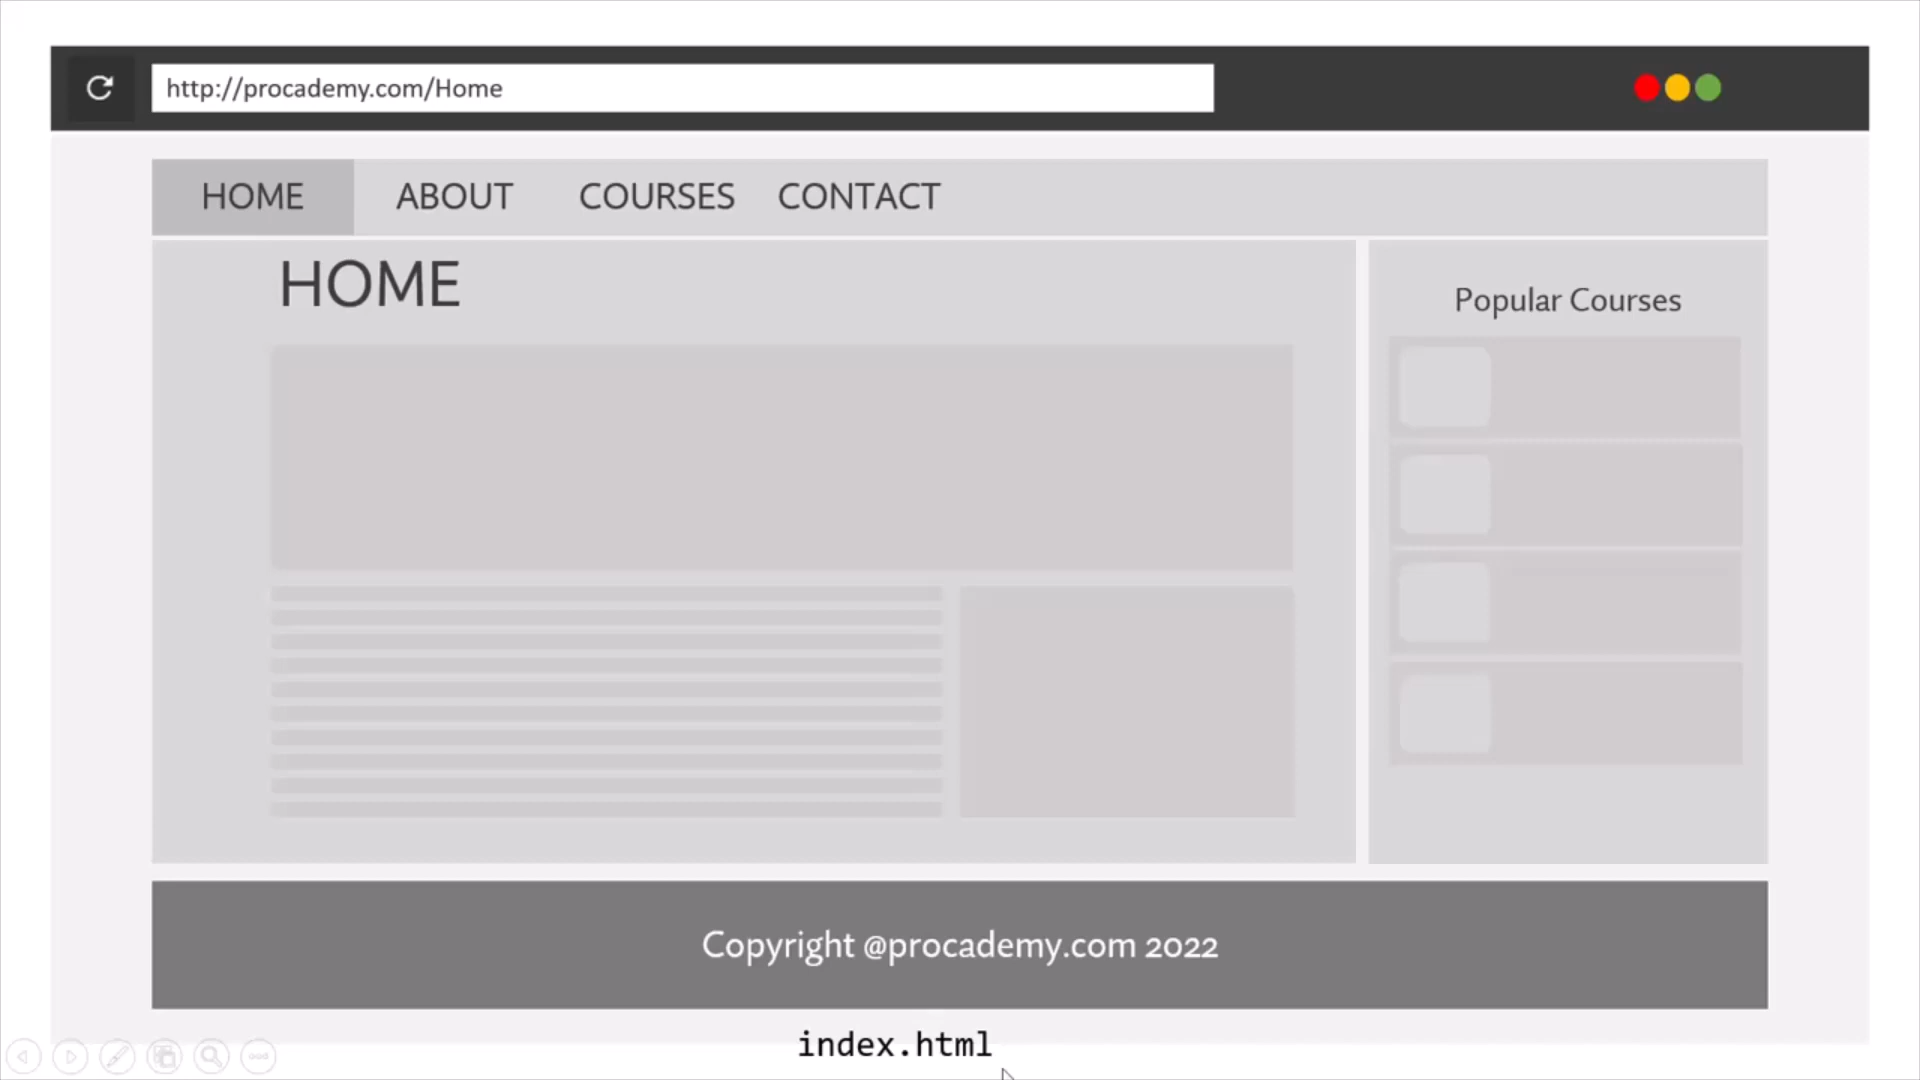 http://procademy.com/Home
HOME ABOUT COURSES CONTACT
HOME
Popular Courses
Copyright @procademy.com 2022
index.html